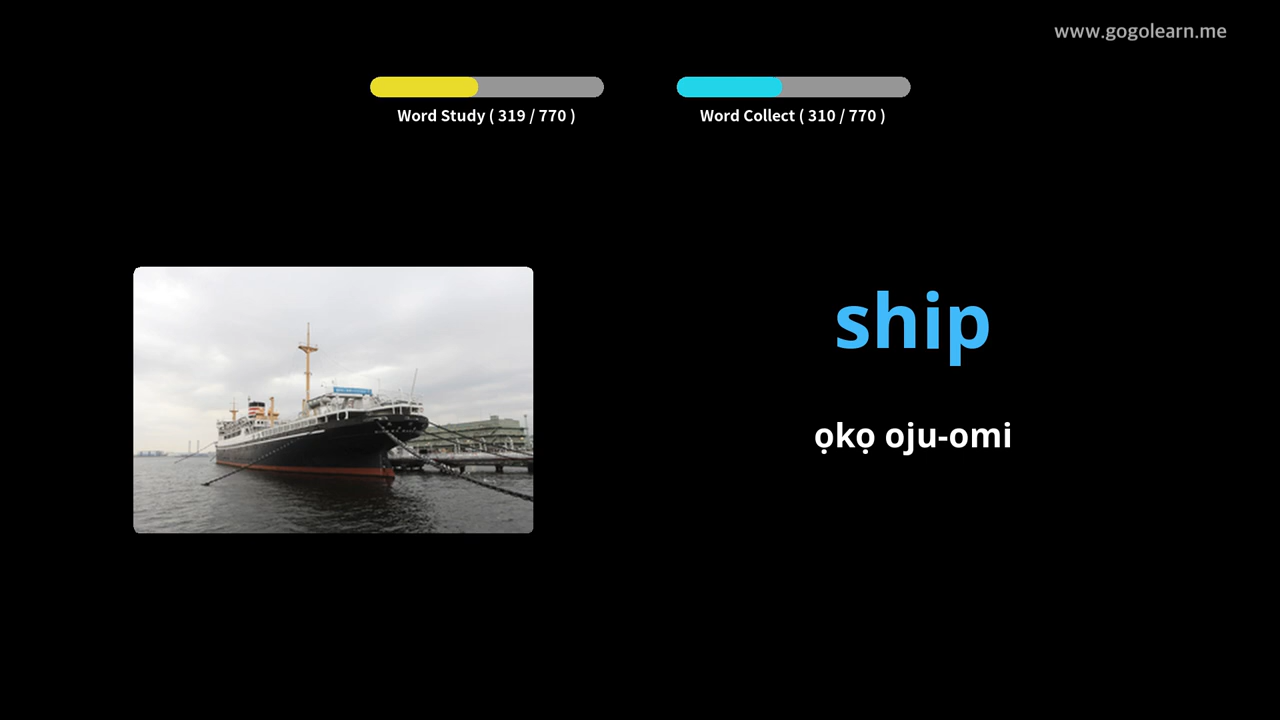 www.gogolearn.me
Word Study ( 319 / 770 )
Word Collect ( 310 / 770 )
ship
ọkọ oju-omi